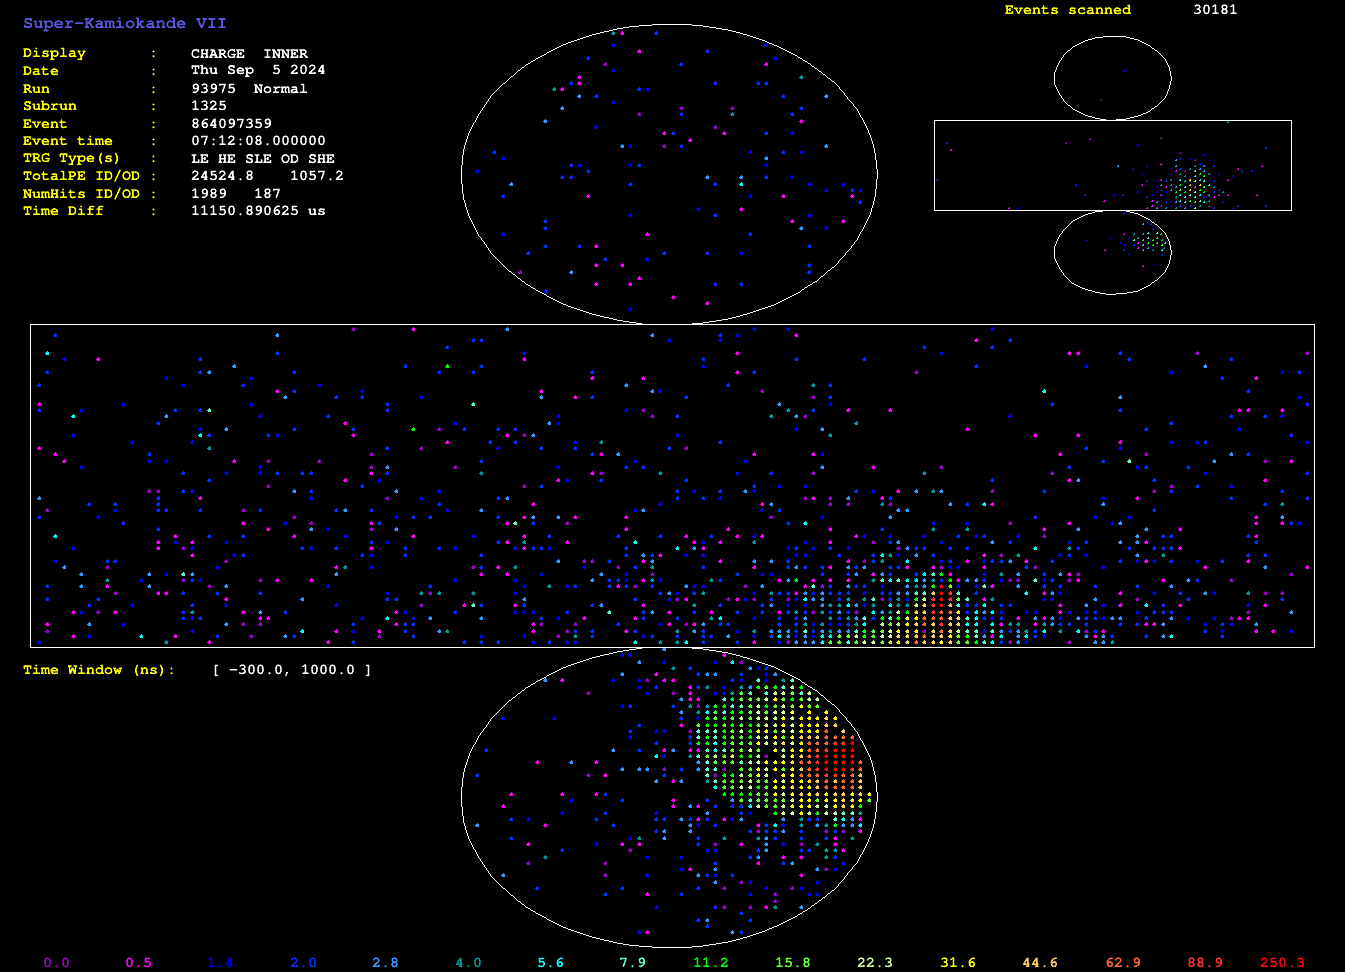 Super-Kamiokande VII
Events scanned 30181
Display : CHARGE INNER
Date : Thu Sep 5 2024
Run : 93975 Normal
Subrun : 1325
Event : 864097359
Event time : 07:12:08.000000
TRG Type(s) : LE HE SLE OD SHE
TotalPE ID/OD : 24524.8 1057.2
NumHits ID/OD : 1989 187
Time Diff : 11150.890625 us
Time Window (ns): [ -300.0, 1000.0 ]
0.0 0.5 1.4 2.0 2.8 4.0 5.6 7.9 11.2 15.8 22.3 31.6 44.6 62.9 88.9 250.3